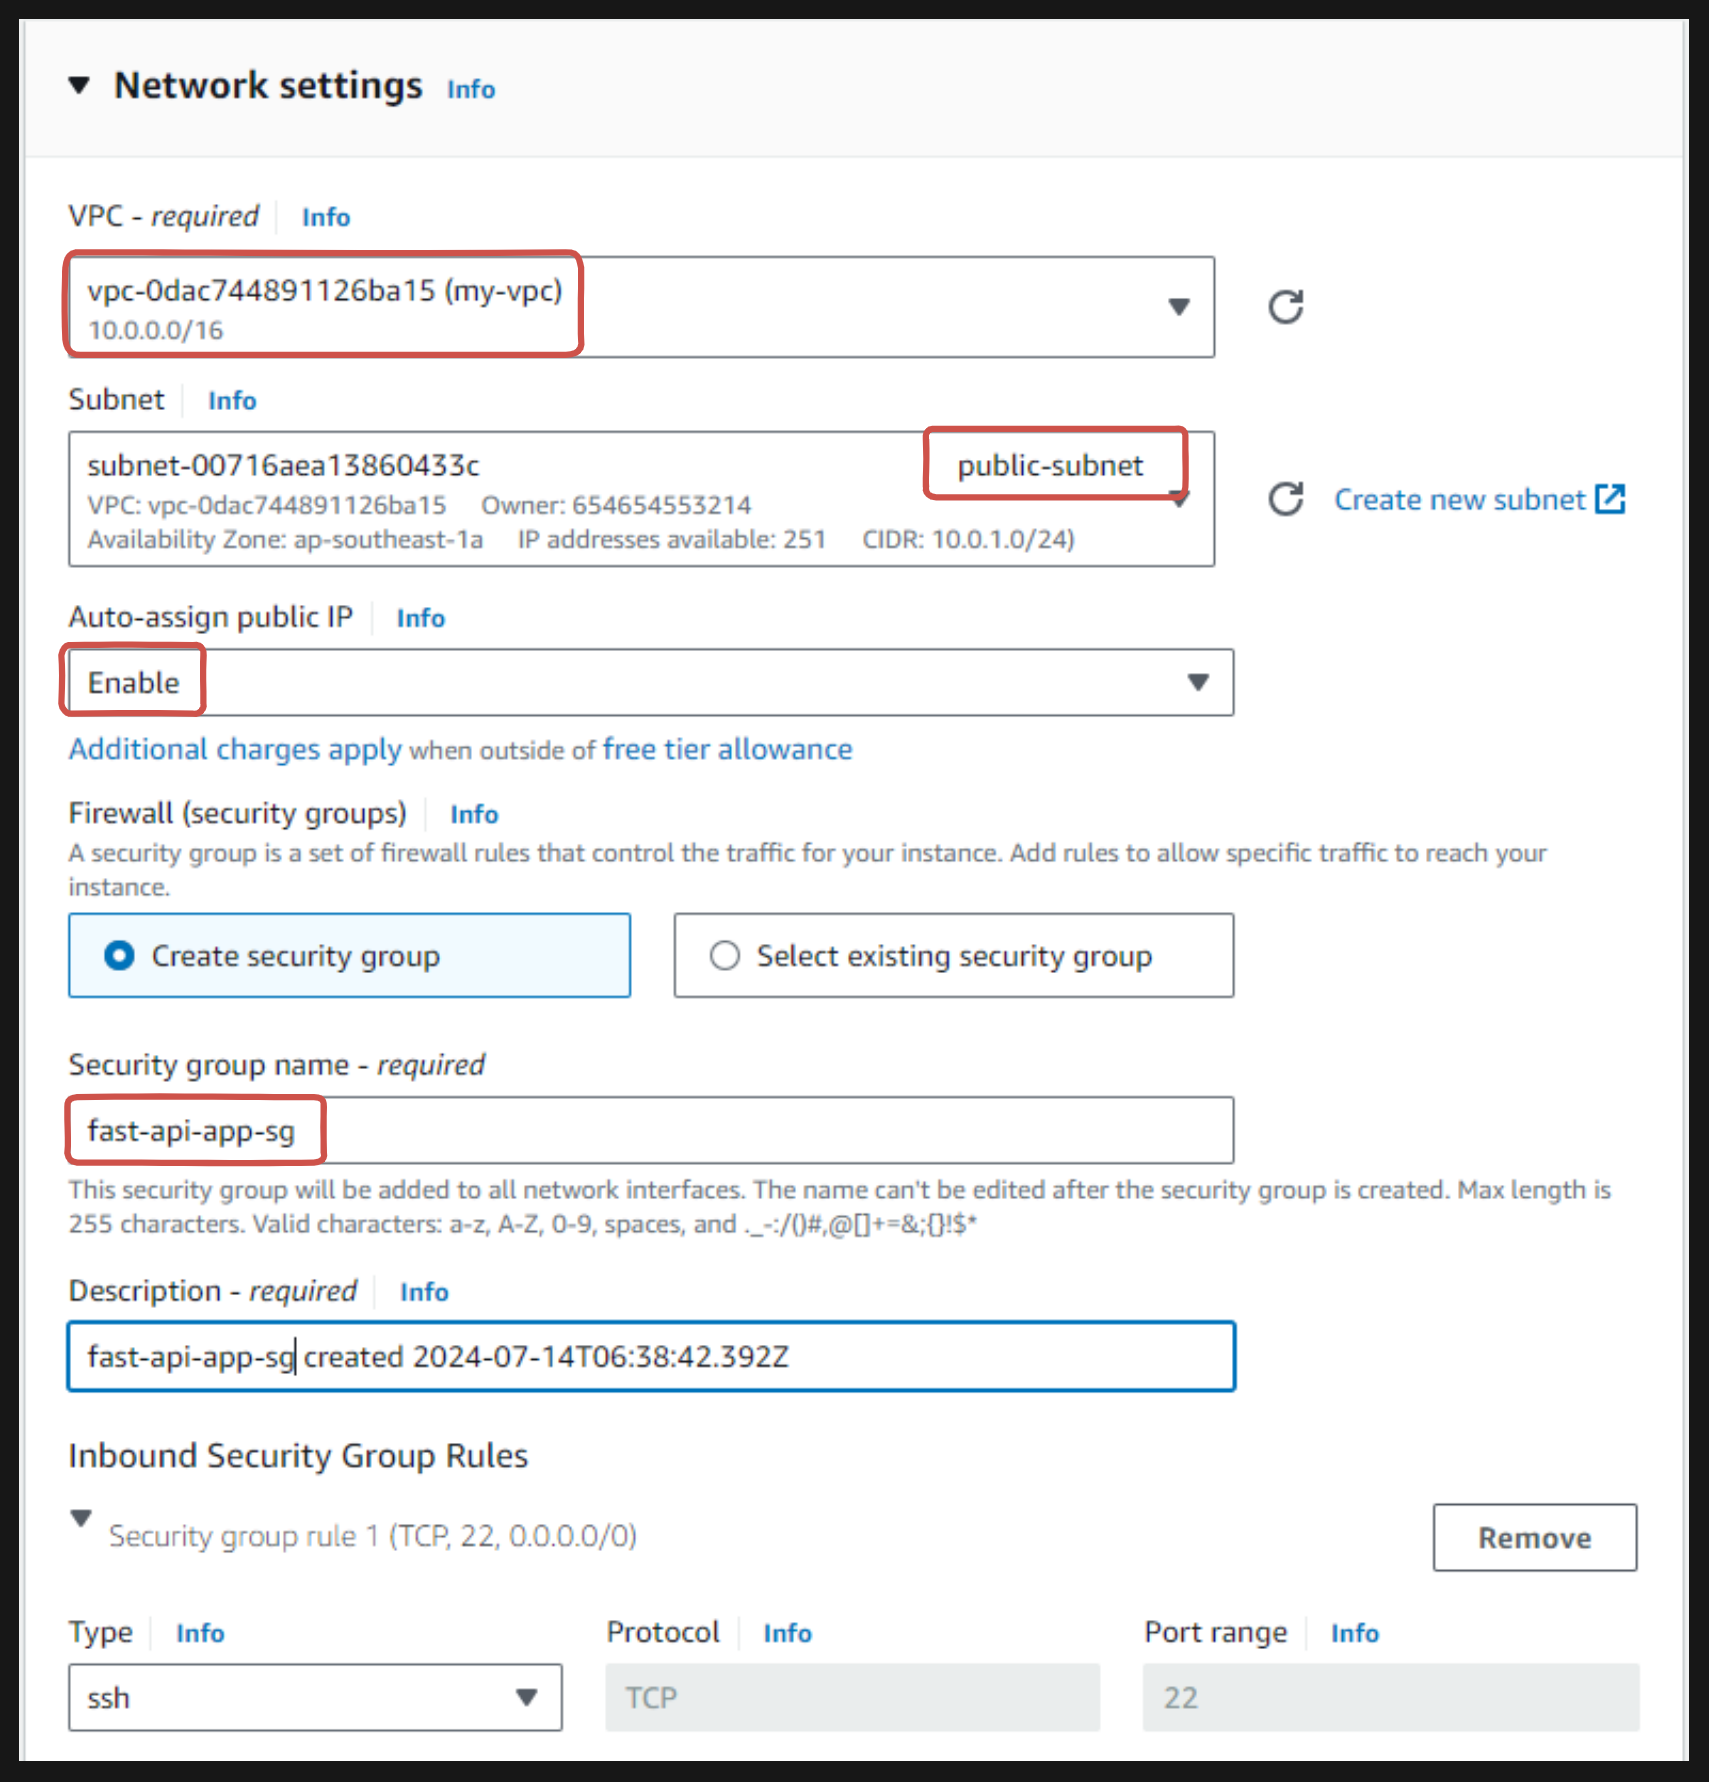 Network settings Info
VPC - required Info
vpc-0dac744891126ba15 (my-vpc)
10.0.0.0/16
Subnet Info
subnet-00716aea13860433c public-subnet
VPC: vpc-0dac744891126ba15 Owner: 654654553214
Availability Zone: ap-southeast-1a IP addresses available: 251 CIDR: 10.0.1.0/24)
Create new subnet
Auto-assign public IP Info
Enable
Additional charges apply when outside of free tier allowance
Firewall (security groups) Info
A security group is a set of firewall rules that control the traffic for your instance. Add rules to allow specific traffic to reach your
instance.
Create security group Select existing security group
Security group name - required
fast-api-app-sg
This security group will be added to all network interfaces. The name can't be edited after the security group is created. Max length is
255 characters. Valid characters: a-z, A-Z, 0-9, spaces, and ._-:/()#,@[]+=&;{}!$*
Description - required Info
fast-api-app-sg created 2024-07-14T06:38:42.392Z
Inbound Security Group Rules
Security group rule 1 (TCP, 22, 0.0.0.0/0) Remove
Type Info Protocol Info Port range Info
ssh TCP 22